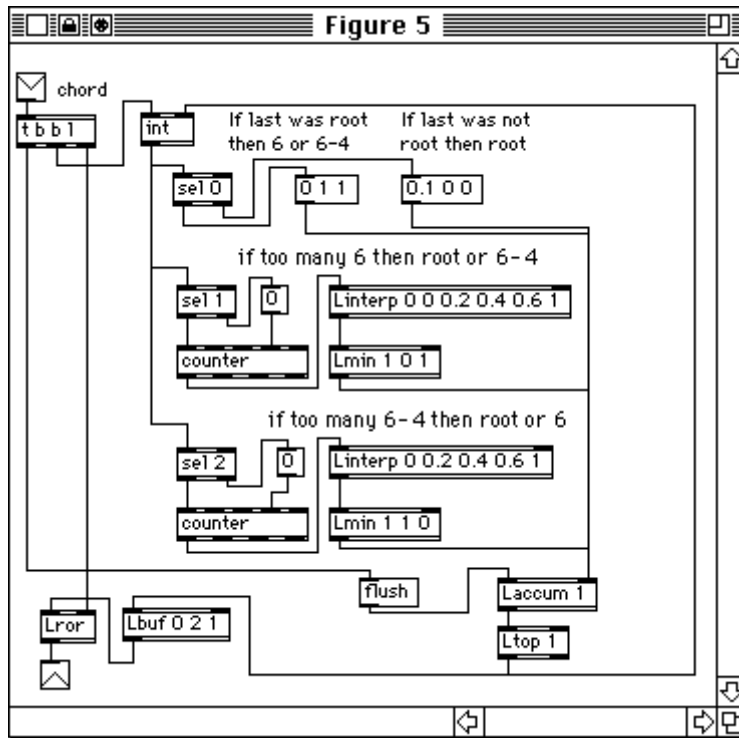 Figure 5
chord
t b b l
int
If last was root
then 6 or 6-4
If last was not
root then root
sel 0
0 1 1
0.1 0 0
if too many 6 then root or 6-4
sel 1
0
Linterp 0 0 0.2 0.4 0.6 1
counter
Lmin 1 0 1
if too many 6-4 then root or 6
sel 2
0
Linterp 0 0.2 0.4 0.6 1
counter
Lmin 1 1 0
flush
Laccum 1
Lror
Lbuf 0 2 1
Ltop 1